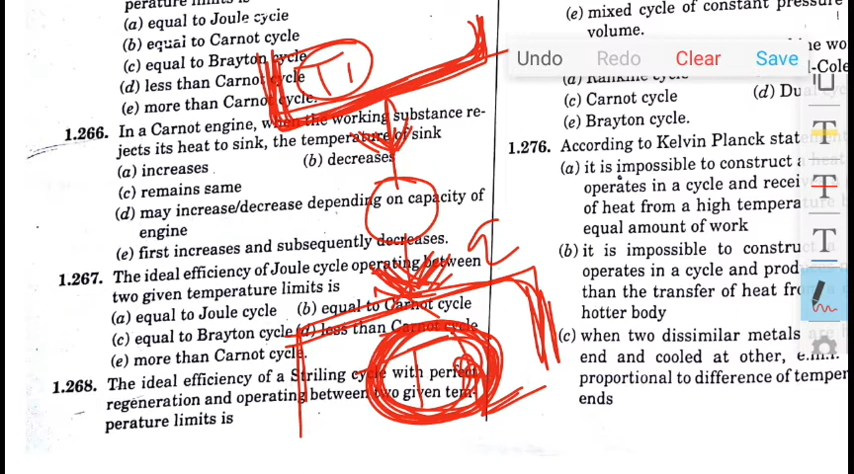 perature limits is
(a) equal to Joule cycle
(b) equal to Carnot cycle
(c) equal to Brayton cycle
(d) less than Carnot cycle
(e) more than Carnot cycle.
1.266. In a Carnot engine, when the working substance re-
jects its heat to sink, the temperature of sink
(a) increases (b) decreases
(c) remains same
(d) may increase/decrease depending on capacity of
engine
(e) first increases and subsequently decreases.
1.267. The ideal efficiency of Joule cycle operating between
two given temperature limits is
(a) equal to Joule cycle (b) equal to Carnot cycle
(c) equal to Brayton cycle (d) less than Carnot cycle
(e) more than Carnot cycle.
1.268. The ideal efficiency of a Striling cycle with perfect
regeneration and operating between two given tem-
perature limits is
T1
(e) mixed cycle of constant pressure
volume.
Undo Redo Clear Save
(c) Carnot cycle (d) Du
(e) Brayton cycle.
1.276. According to Kelvin Planck stat
(a) it is impossible to construct a heat
operates in a cycle and recei
of heat from a high tempera
equal amount of work
(b) it is impossible to constru
operates in a cycle and prod
than the transfer of heat fro
hotter body
(c) when two dissimilar metals
end and cooled at other, e.m.f.
proportional to difference of temper
ends